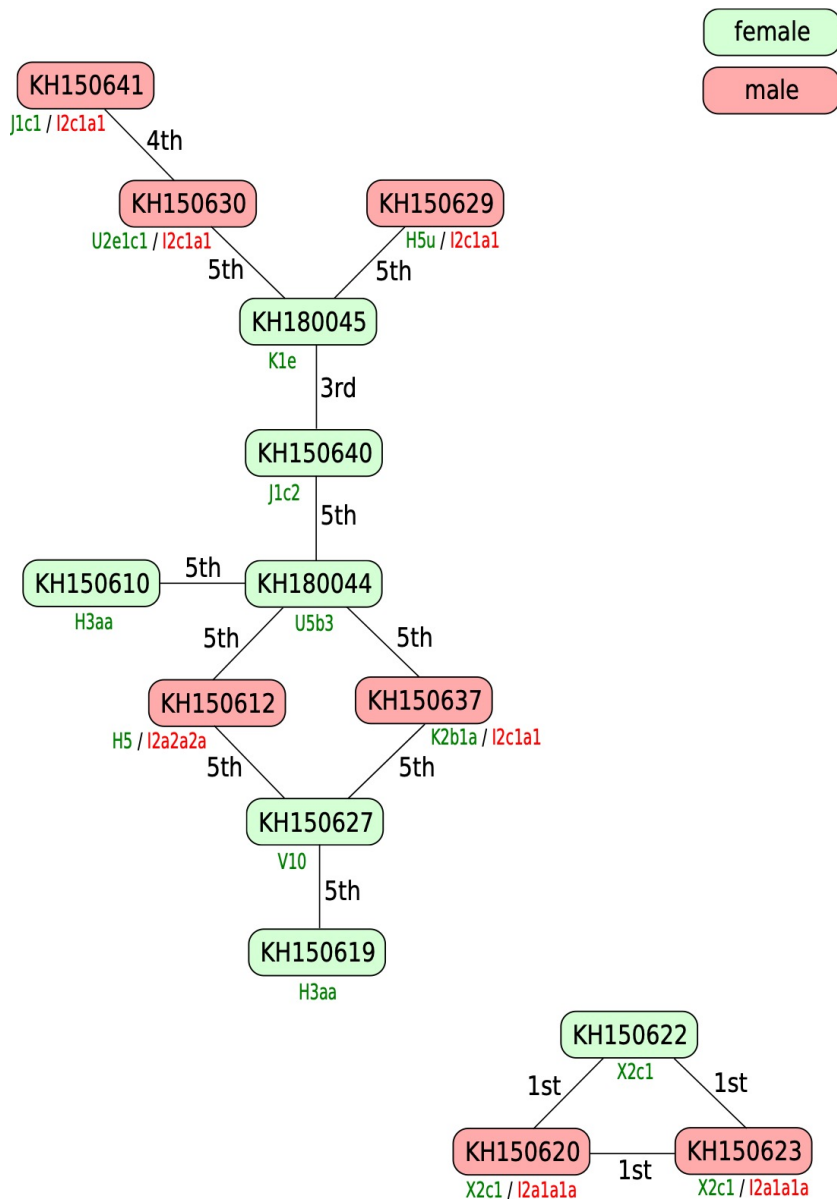 female
male
KH150641
J1c1 / I2c1a1
4th
KH150630
KH150629
U2e1c1 / I2c1a1
H5u / I2c1a1
5th
5th
KH180045
K1e
3rd
KH150640
J1c2
5th
KH150610
5th
KH180044
H3aa
U5b3
5th
5th
KH150612
KH150637
H5 / I2a2a2a
K2b1a / I2c1a1
5th
5th
KH150627
V10
5th
KH150619
H3aa
KH150622
X2c1
1st
1st
KH150620
1st
KH150623
X2c1 / I2a1a1a
X2c1 / I2a1a1a